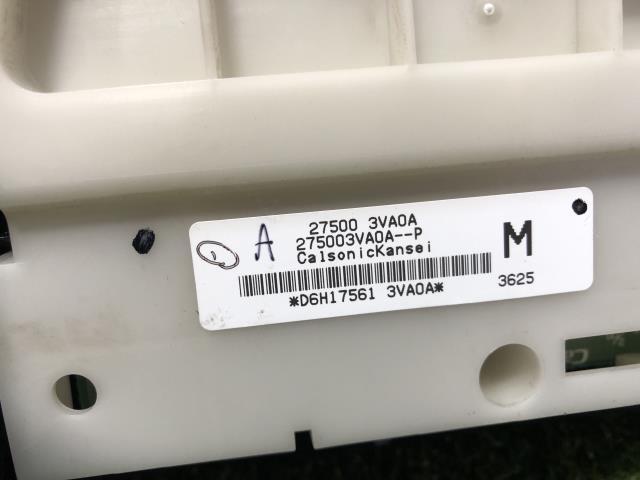 27500 3VA0A
A
275003VA0A--P
CalsonicKansei
M
*D6H17561 3VA0A*
3625